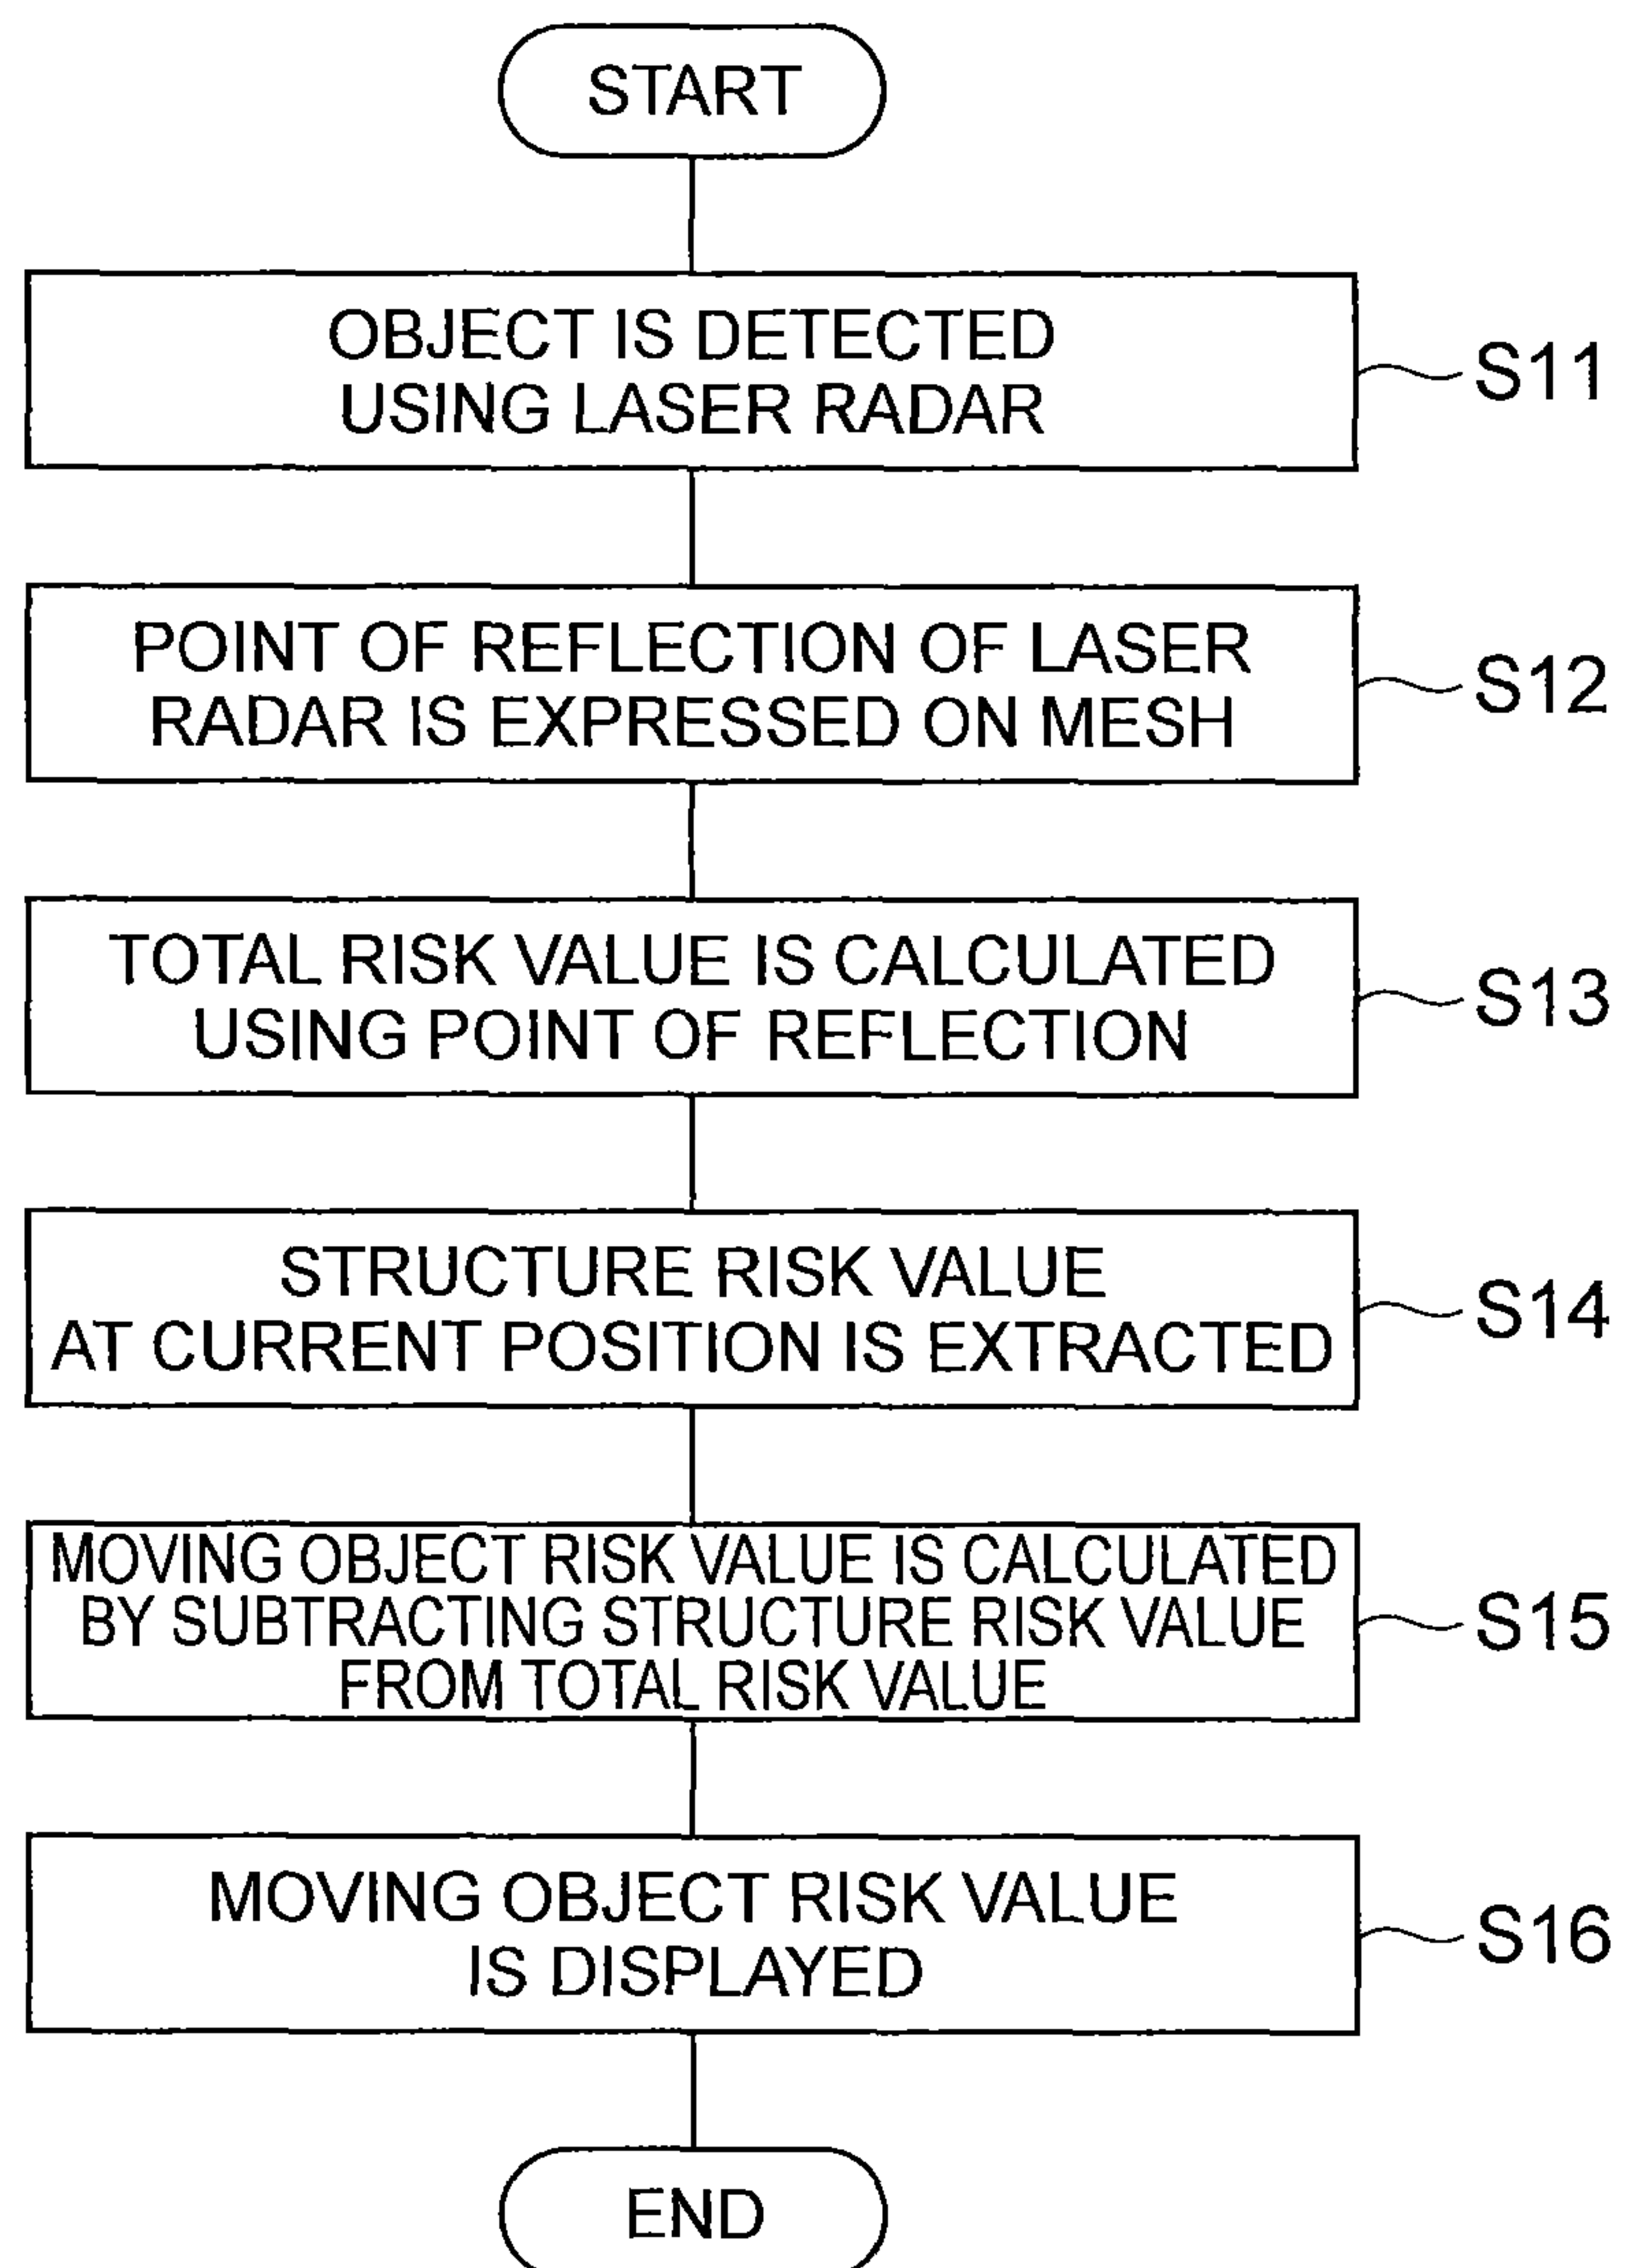 START
OBJECT IS DETECTED
USING LASER RADAR
S11
POINT OF REFLECTION OF LASER
RADAR IS EXPRESSED ON MESH
S12
TOTAL RISK VALUE IS CALCULATED
USING POINT OF REFLECTION
S13
STRUCTURE RISK VALUE
AT CURRENT POSITION IS EXTRACTED
S14
MOVING OBJECT RISK VALUE IS CALCULATED
BY SUBTRACTING STRUCTURE RISK VALUE
FROM TOTAL RISK VALUE
S15
MOVING OBJECT RISK VALUE
IS DISPLAYED
S16
END